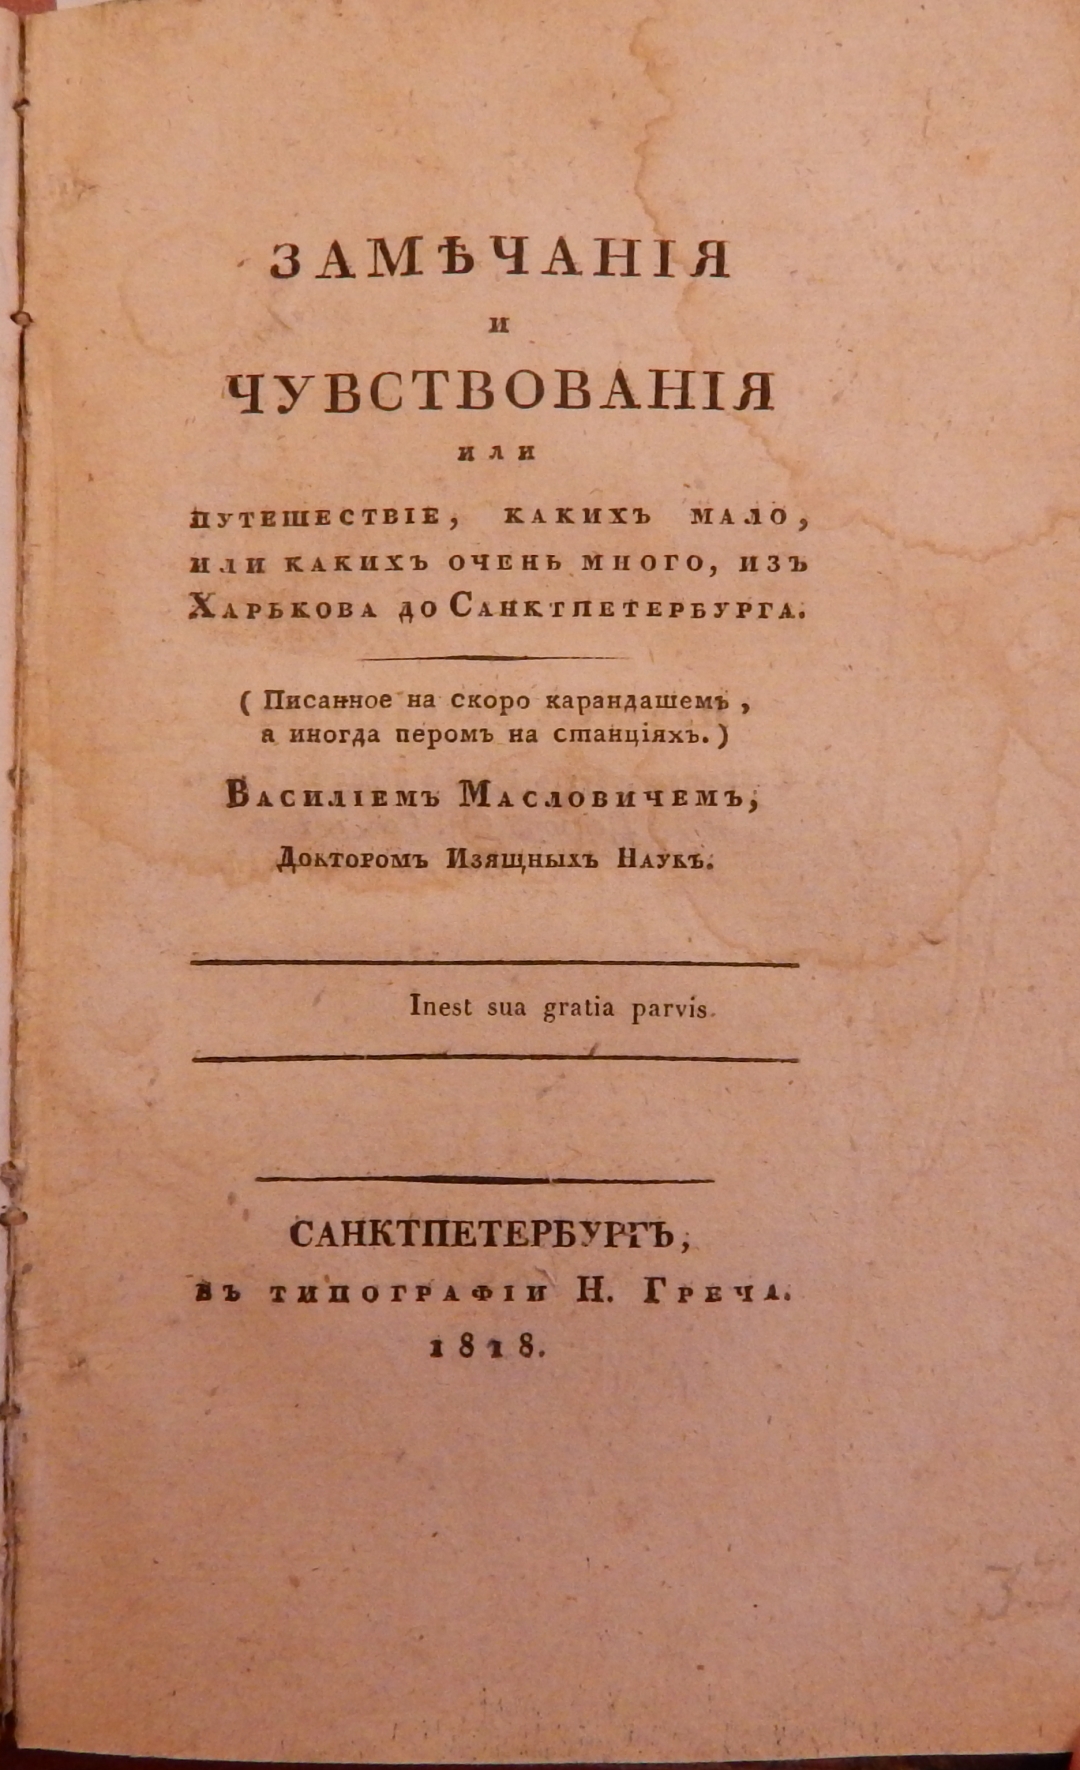 ЗАМѢЧАНІЯ
и
ЧУВСТВОВАНІЯ
или
путешествіе, какихъ мало,
или какихъ очень много, изъ
Харькова до Санктпетербурга.
( Писанное на скоро карандашемъ ,
а иногда перомъ на станціяхъ. )
Василіемъ Масловичемъ,
Докторомъ Изящныхъ Наукъ.
Inest sua gratia parvis.
САНКТПЕТЕРБУРГЪ,
въ типографіи Н. Греча.
1818.